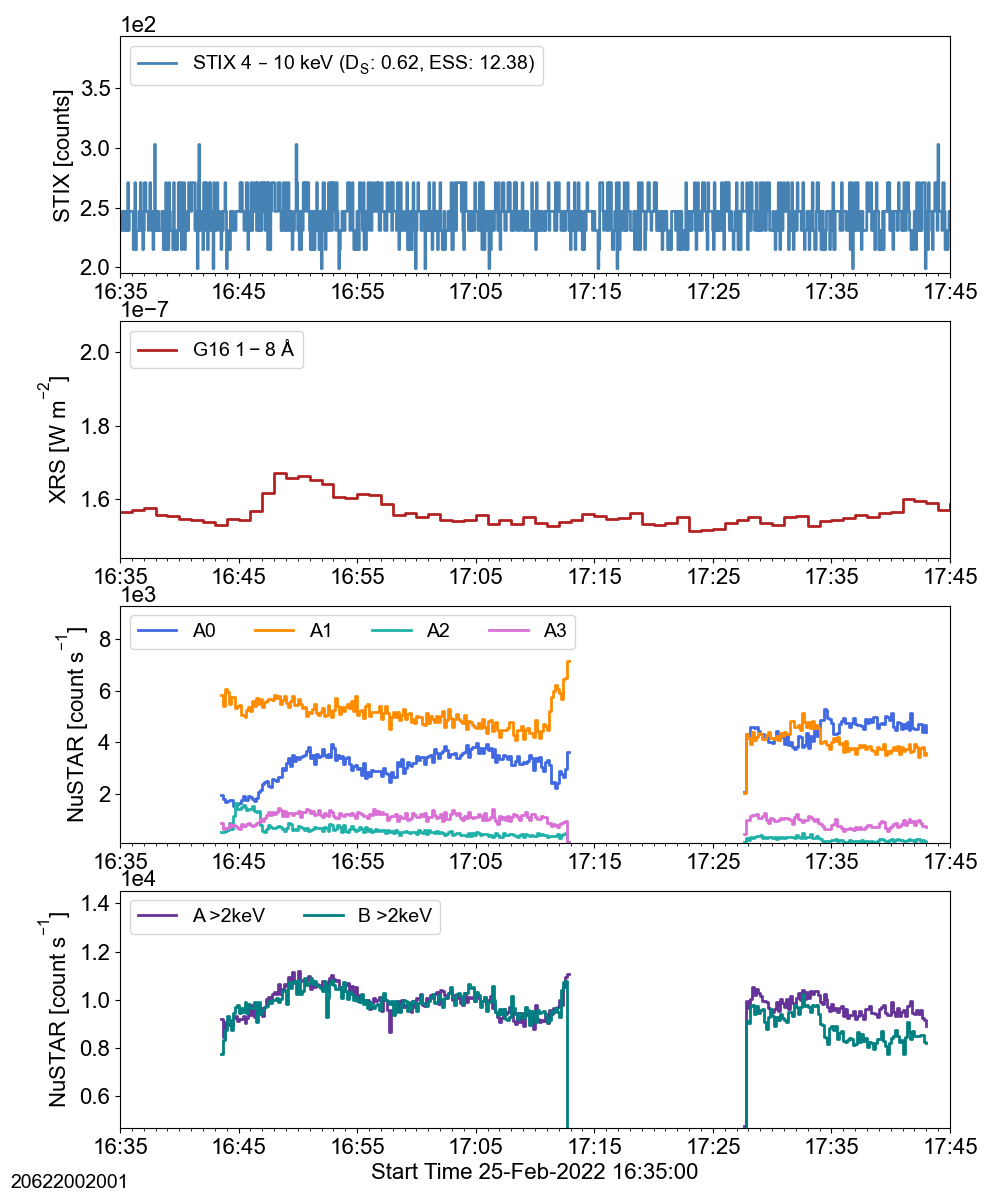 1e2
STIX 4 – 10 keV (D_S: 0.62, ESS: 12.38)
STIX [counts]
3.5
3.0
2.5
2.0
16:35 16:45 16:55 17:05 17:15 17:25 17:35 17:45
1e−7
G16 1 – 8 Å
XRS [W m⁻²]
2.0
1.8
1.6
16:35 16:45 16:55 17:05 17:15 17:25 17:35 17:45
1e3
A0 A1 A2 A3
NuSTAR [count s⁻¹]
8
6
4
2
16:35 16:45 16:55 17:05 17:15 17:25 17:35 17:45
1e4
A >2keV B >2keV
NuSTAR [count s⁻¹]
1.4
1.2
1.0
0.8
0.6
16:35 16:45 16:55 17:05 17:15 17:25 17:35 17:45
Start Time 25-Feb-2022 16:35:00
20622002001